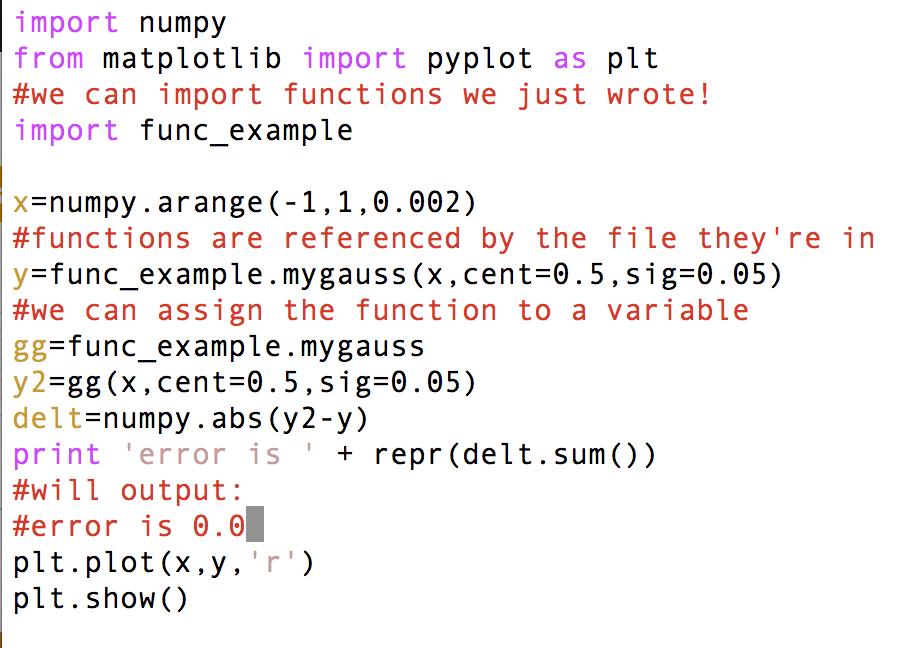 import numpy
from matplotlib import pyplot as plt
#we can import functions we just wrote!
import func_example
x=numpy.arange(-1,1,0.002)
#functions are referenced by the file they're in
y=func_example.mygauss(x,cent=0.5,sig=0.05)
#we can assign the function to a variable
gg=func_example.mygauss
y2=gg(x,cent=0.5,sig=0.05)
delt=numpy.abs(y2-y)
print 'error is ' + repr(delt.sum())
#will output:
#error is 0.0
plt.plot(x,y,'r')
plt.show()